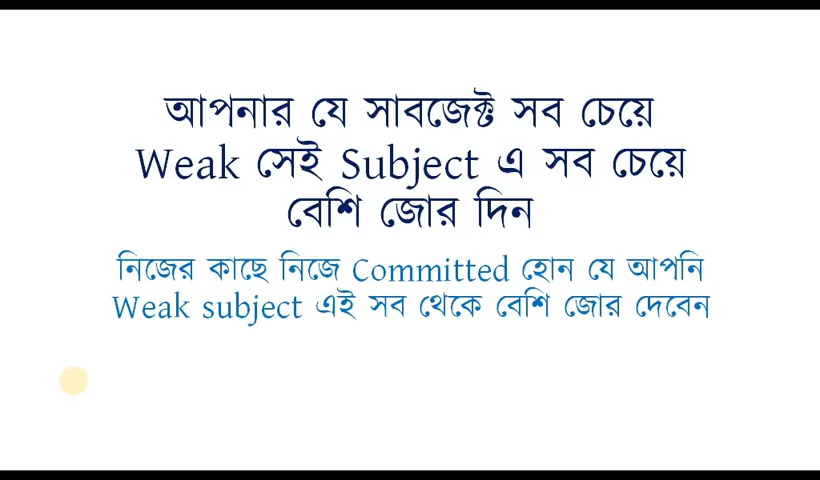 আপনার যে সাবজেক্ট সব চেয়ে
Weak সেই Subject এ সব চেয়ে
বেশি জোর দিন
নিজের কাছে নিজে Committed হোন যে আপনি
Weak subject এই সব থেকে বেশি জোর দেবেন